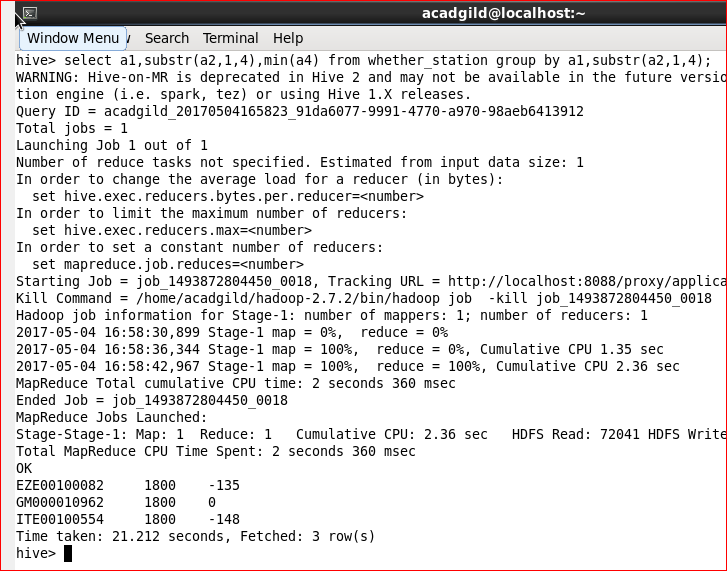 acadgild@localhost:~
Window Menu Search Terminal Help
hive> select a1,substr(a2,1,4),min(a4) from whether_station group by a1,substr(a2,1,4);
WARNING: Hive-on-MR is deprecated in Hive 2 and may not be available in the future versio
tion engine (i.e. spark, tez) or using Hive 1.X releases.
Query ID = acadgild_20170504165823_91da6077-9991-4770-a970-98aeb6413912
Total jobs = 1
Launching Job 1 out of 1
Number of reduce tasks not specified. Estimated from input data size: 1
In order to change the average load for a reducer (in bytes):
  set hive.exec.reducers.bytes.per.reducer=<number>
In order to limit the maximum number of reducers:
  set hive.exec.reducers.max=<number>
In order to set a constant number of reducers:
  set mapreduce.job.reduces=<number>
Starting Job = job_1493872804450_0018, Tracking URL = http://localhost:8088/proxy/applica
Kill Command = /home/acadgild/hadoop-2.7.2/bin/hadoop job  -kill job_1493872804450_0018
Hadoop job information for Stage-1: number of mappers: 1; number of reducers: 1
2017-05-04 16:58:30,899 Stage-1 map = 0%,  reduce = 0%
2017-05-04 16:58:36,344 Stage-1 map = 100%,  reduce = 0%, Cumulative CPU 1.35 sec
2017-05-04 16:58:42,967 Stage-1 map = 100%,  reduce = 100%, Cumulative CPU 2.36 sec
MapReduce Total cumulative CPU time: 2 seconds 360 msec
Ended Job = job_1493872804450_0018
MapReduce Jobs Launched:
Stage-Stage-1: Map: 1  Reduce: 1   Cumulative CPU: 2.36 sec   HDFS Read: 72041 HDFS Write
Total MapReduce CPU Time Spent: 2 seconds 360 msec
OK
EZE00100082     1800    -135
GM000010962     1800    0
ITE00100554     1800    -148
Time taken: 21.212 seconds, Fetched: 3 row(s)
hive>